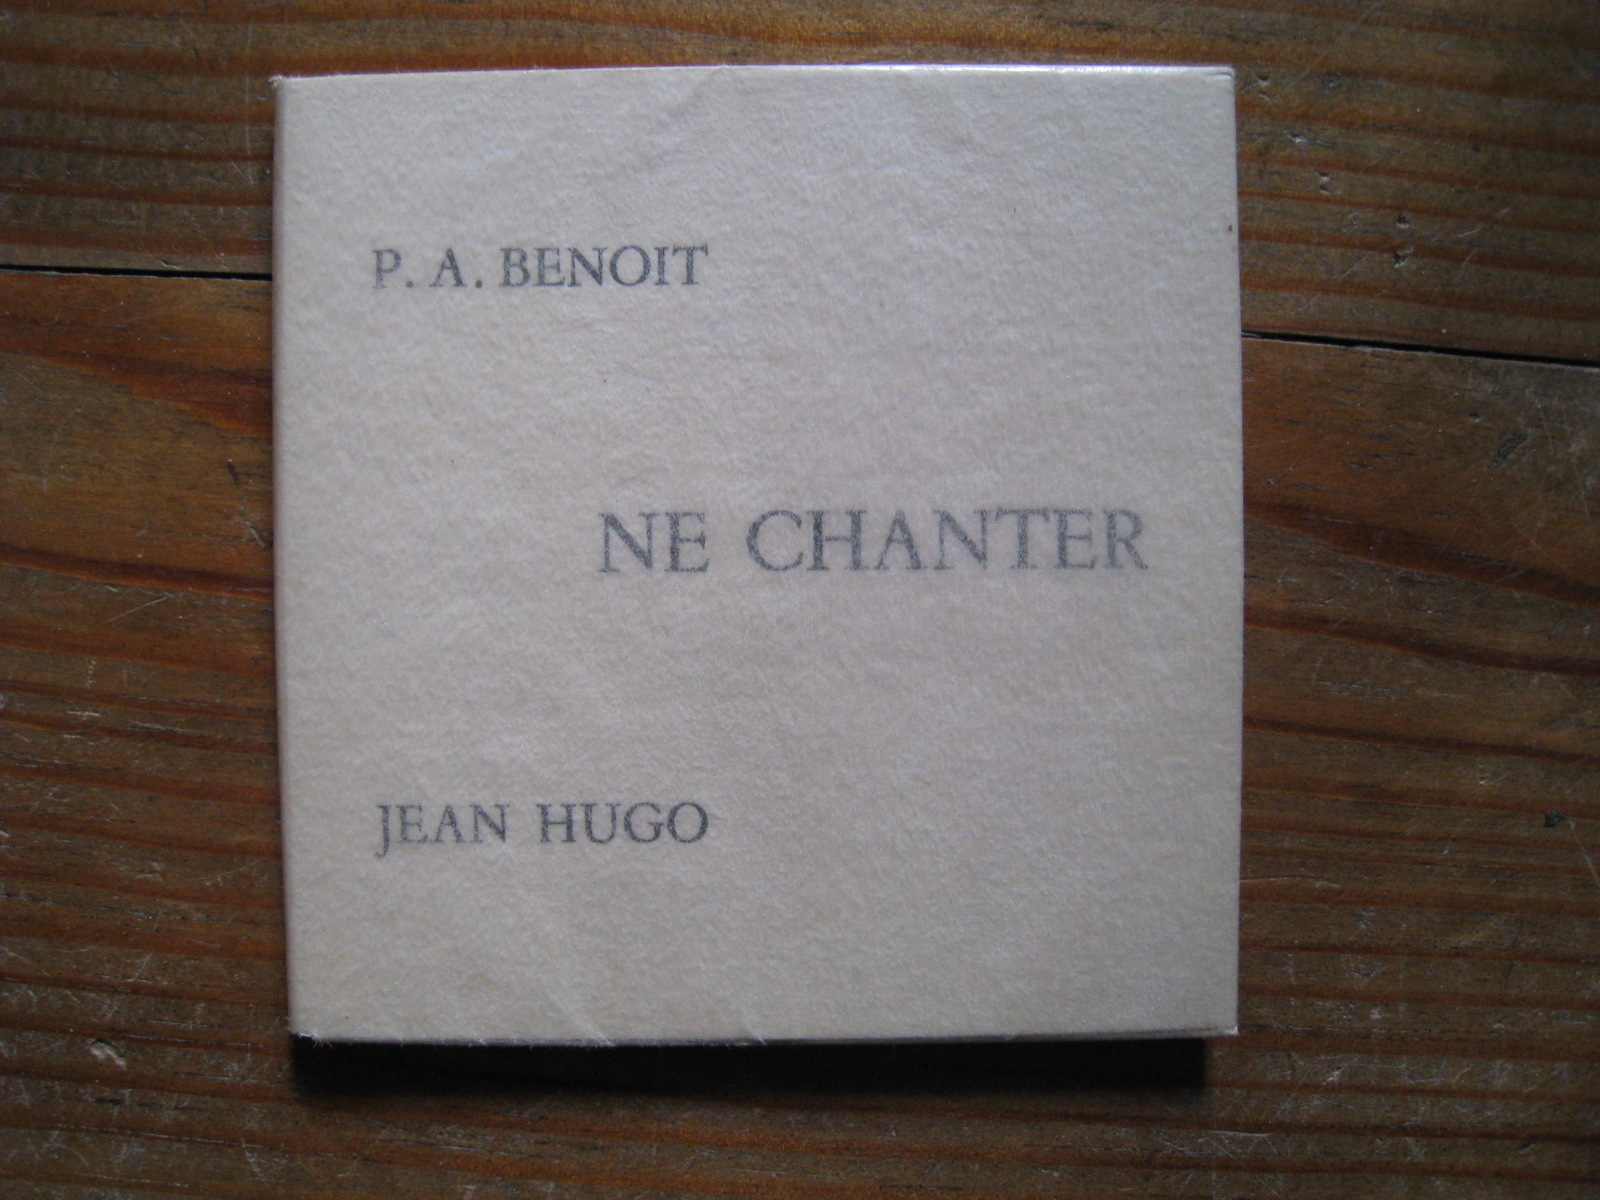 P. A. BENOIT
NE CHANTER
JEAN HUGO